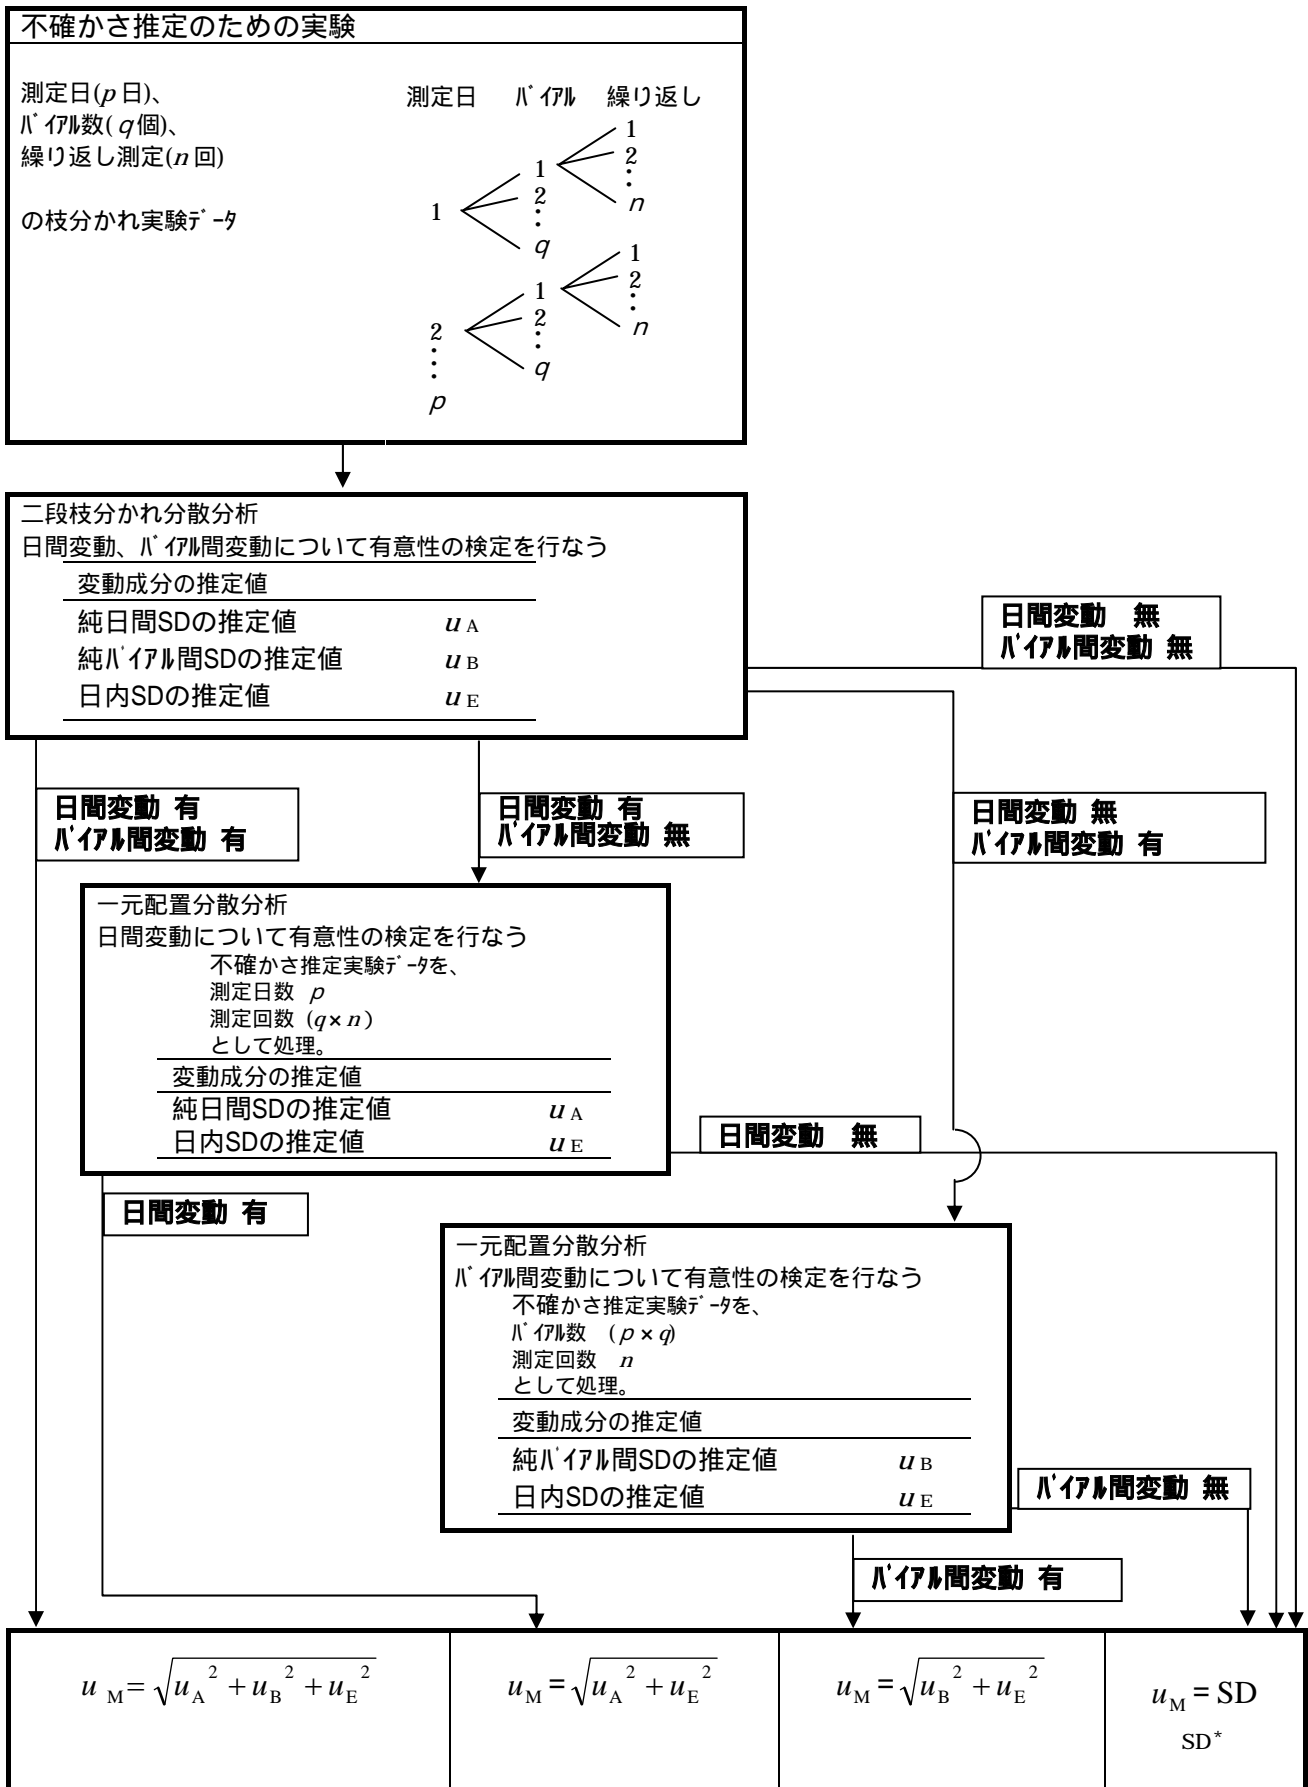 不確かさ推定のための実験
測定日(p日)、
ﾊﾞｲｱﾙ数(q個)、
繰り返し測定(n回)
の枝分かれ実験ﾃﾞｰﾀ
測定日 ﾊﾞｲｱﾙ 繰り返し
1
2
:
n
1
2
:
q
1
1
2
:
n
1
2
:
q
2
:
:
p
二段枝分かれ分散分析
日間変動、ﾊﾞｲｱﾙ間変動について有意性の検定を行なう
変動成分の推定値
純日間SDの推定値 u A
純ﾊﾞｲｱﾙ間SDの推定値 u B
日内SDの推定値 u E
日間変動 無
ﾊﾞｲｱﾙ間変動 無
日間変動 有
ﾊﾞｲｱﾙ間変動 有
日間変動 有
ﾊﾞｲｱﾙ間変動 無
日間変動 無
ﾊﾞｲｱﾙ間変動 有
一元配置分散分析
日間変動について有意性の検定を行なう
不確かさ推定実験ﾃﾞｰﾀを、
測定日数 p
測定回数 (q×n)
として処理。
変動成分の推定値
純日間SDの推定値 u A
日内SDの推定値 u E
日間変動 無
日間変動 有
一元配置分散分析
ﾊﾞｲｱﾙ間変動について有意性の検定を行なう
不確かさ推定実験ﾃﾞｰﾀを、
ﾊﾞｲｱﾙ数 (p×q)
測定回数 n
として処理。
変動成分の推定値
純ﾊﾞｲｱﾙ間SDの推定値 u B
日内SDの推定値 u E
ﾊﾞｲｱﾙ間変動 無
ﾊﾞｲｱﾙ間変動 有
u M = √(u A ² + u B ² + u E ²)
u M = √(u A ² + u E ²)
u M = √(u B ² + u E ²)
u M = SD
SD*